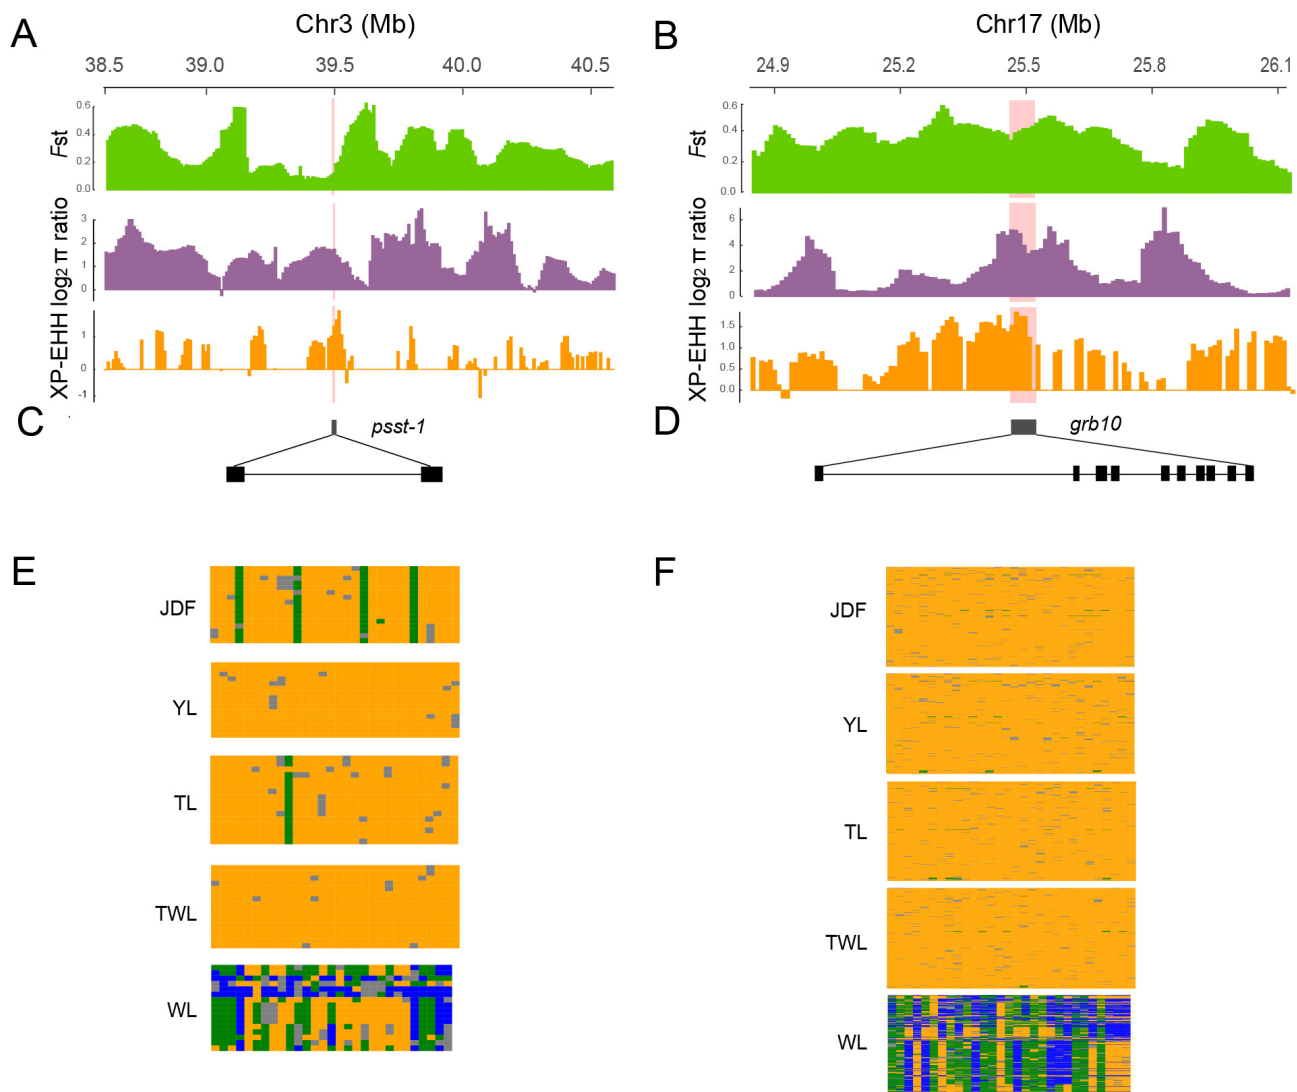 A
Chr3 (Mb)
38.5 39.0 39.5 40.0 40.5
Fst
0.6
0.4
0.2
0.0
XP-EHH log2 π ratio
3
2
1
0
1
0
-1
B
Chr17 (Mb)
24.9 25.2 25.5 25.8 26.1
Fst
0.6
0.4
0.2
0.0
XP-EHH log2 π ratio
6
4
2
0
1.5
1.0
0.5
0.0
C
psst-1
D
grb10
E
JDF
YL
TL
TWL
WL
F
JDF
YL
TL
TWL
WL